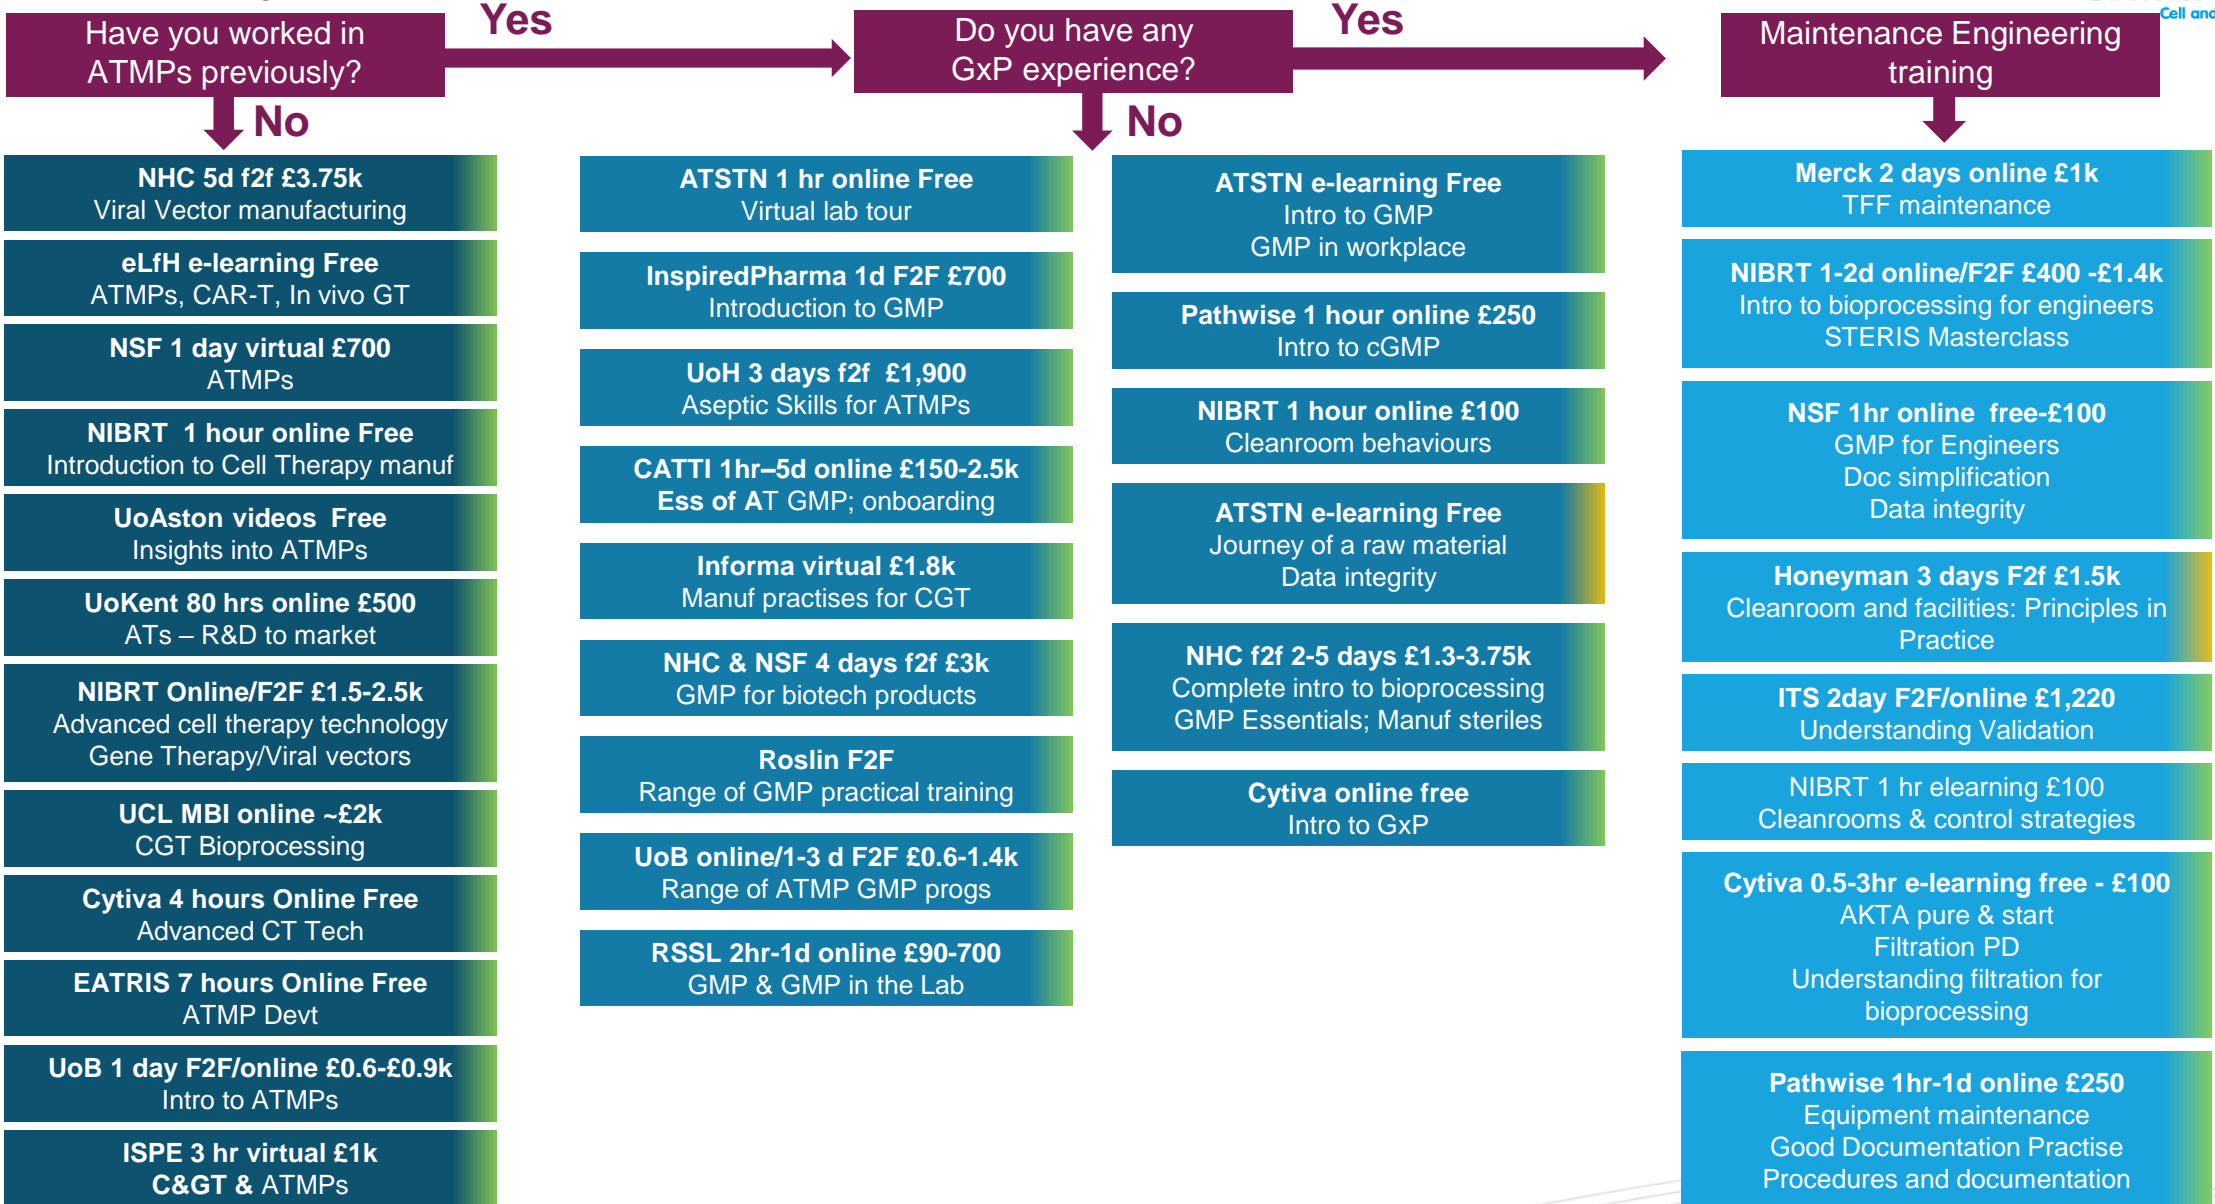 Cell and
Have you worked in
ATMPs previously?
Yes
Do you have any
GxP experience?
Yes
Maintenance Engineering
training
No
No
NHC 5d f2f £3.75k
Viral Vector manufacturing
eLfH e-learning Free
ATMPs, CAR-T, In vivo GT
NSF 1 day virtual £700
ATMPs
NIBRT  1 hour online Free
Introduction to Cell Therapy manuf
UoAston videos  Free
Insights into ATMPs
UoKent 80 hrs online £500
ATs – R&D to market
NIBRT Online/F2F £1.5-2.5k
Advanced cell therapy technology
Gene Therapy/Viral vectors
UCL MBI online ~£2k
CGT Bioprocessing
Cytiva 4 hours Online Free
Advanced CT Tech
EATRIS 7 hours Online Free
ATMP Devt
UoB 1 day F2F/online £0.6-£0.9k
Intro to ATMPs
ISPE 3 hr virtual £1k
C&GT & ATMPs
ATSTN 1 hr online Free
Virtual lab tour
InspiredPharma 1d F2F £700
Introduction to GMP
UoH 3 days f2f  £1,900
Aseptic Skills for ATMPs
CATTI 1hr–5d online £150-2.5k
Ess of AT GMP; onboarding
Informa virtual £1.8k
Manuf practises for CGT
NHC & NSF 4 days f2f £3k
GMP for biotech products
Roslin F2F
Range of GMP practical training
UoB online/1-3 d F2F £0.6-1.4k
Range of ATMP GMP progs
RSSL 2hr-1d online £90-700
GMP & GMP in the Lab
ATSTN e-learning Free
Intro to GMP
GMP in workplace
Pathwise 1 hour online £250
Intro to cGMP
NIBRT 1 hour online £100
Cleanroom behaviours
ATSTN e-learning Free
Journey of a raw material
Data integrity
NHC f2f 2-5 days £1.3-3.75k
Complete intro to bioprocessing
GMP Essentials; Manuf steriles
Cytiva online free
Intro to GxP
Merck 2 days online £1k
TFF maintenance
NIBRT 1-2d online/F2F £400 -£1.4k
Intro to bioprocessing for engineers
STERIS Masterclass
NSF 1hr online  free-£100
GMP for Engineers
Doc simplification
Data integrity
Honeyman 3 days F2f £1.5k
Cleanroom and facilities: Principles in
Practice
ITS 2day F2F/online £1,220
Understanding Validation
NIBRT 1 hr elearning £100
Cleanrooms & control strategies
Cytiva 0.5-3hr e-learning free - £100
AKTA pure & start
Filtration PD
Understanding filtration for
bioprocessing
Pathwise 1hr-1d online £250
Equipment maintenance
Good Documentation Practise
Procedures and documentation